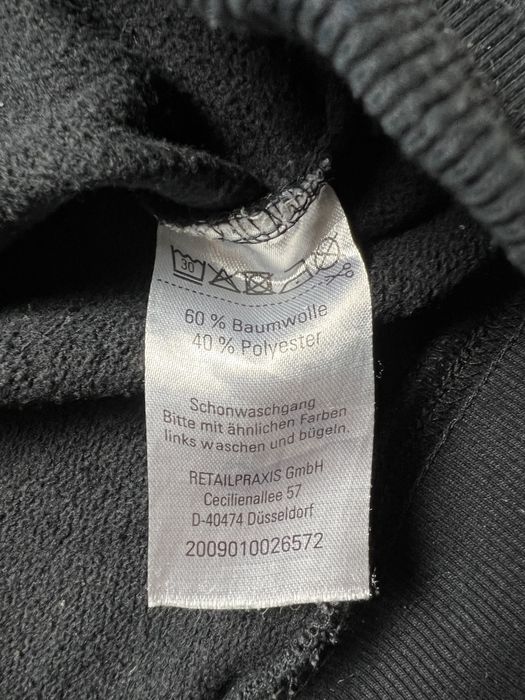 30
60 % Baumwolle
40 % Polyester
Schonwaschgang
Bitte mit ähnlichen Farben
links waschen und bügeln.
RETAILPRAXIS GmbH
Cecilienallee 57
D-40474 Düsseldorf
2009010026572